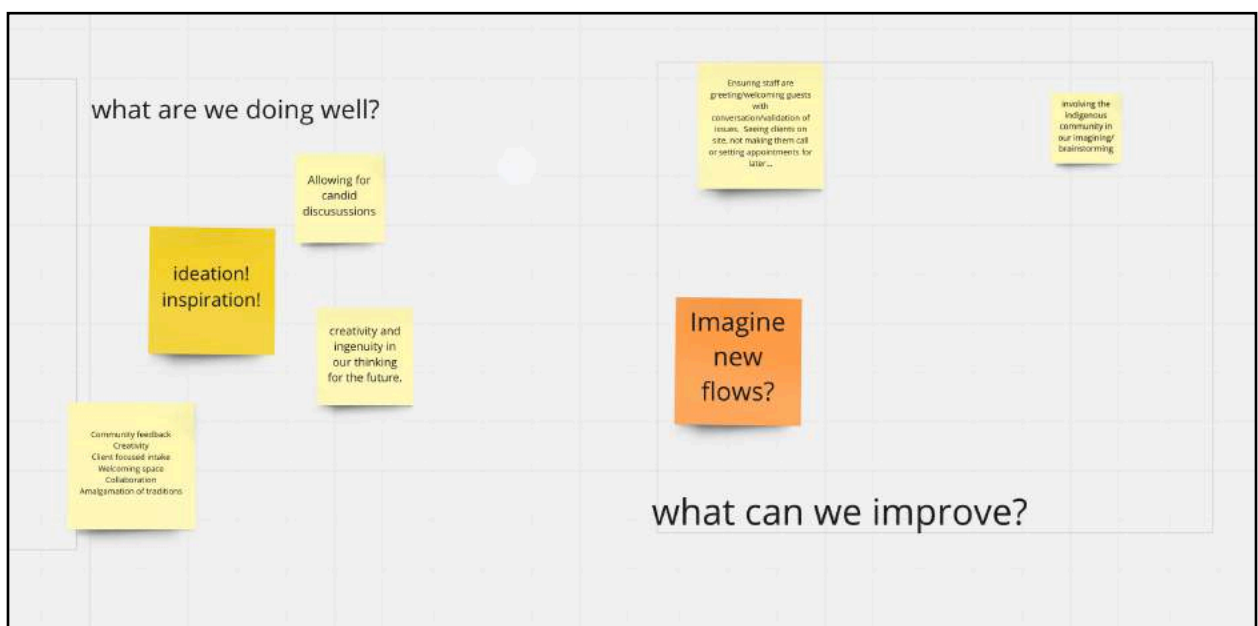 what are we doing well?
Allowing for
candid
discusussions
ideation!
inspiration!
creativity and
ingenuity in
our thinking
for the future.
Community feedback
Creativity
Client focused intake
Welcoming space
Collaboration
Amalgamation of traditions
Ensuring staff are
greeting/welcoming guests
with
conversation/validation of
issues. Seeing clients on
site, not making them call
or setting appointments for
later...
involving the
indigenous
community in
our imagining/
brainstorming
Imagine
new
flows?
what can we improve?